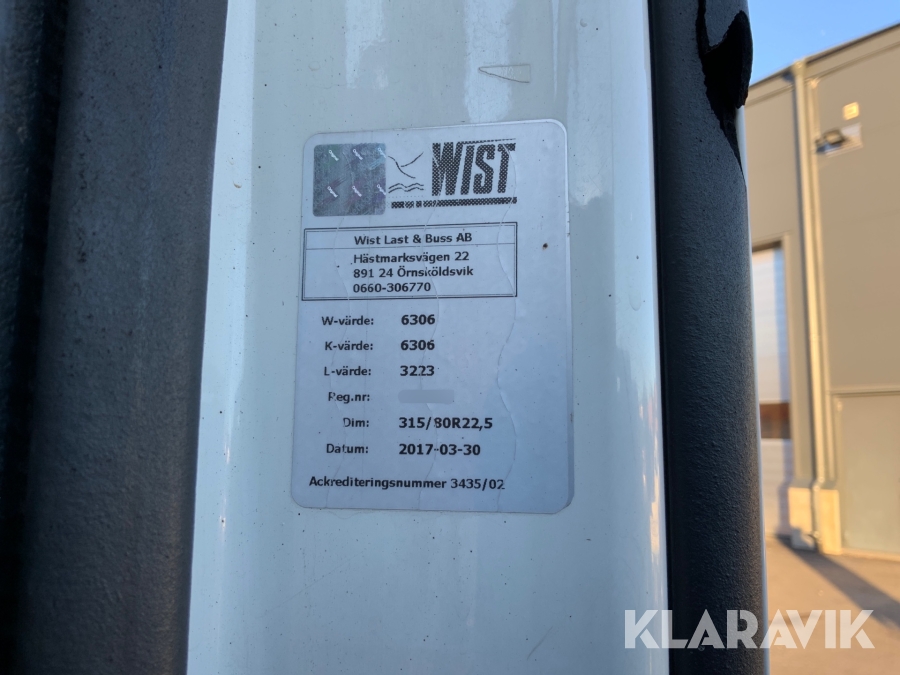 WIST
Wist Last & Buss AB
Hästmarksvägen 22
891 24 Örnsköldsvik
0660-306770
W-värde: 6306
K-värde: 6306
L-värde: 3223
Reg.nr:
Dim: 315/80R22,5
Datum: 2017-03-30
Ackrediteringsnummer 3435/02
KLARAVIK